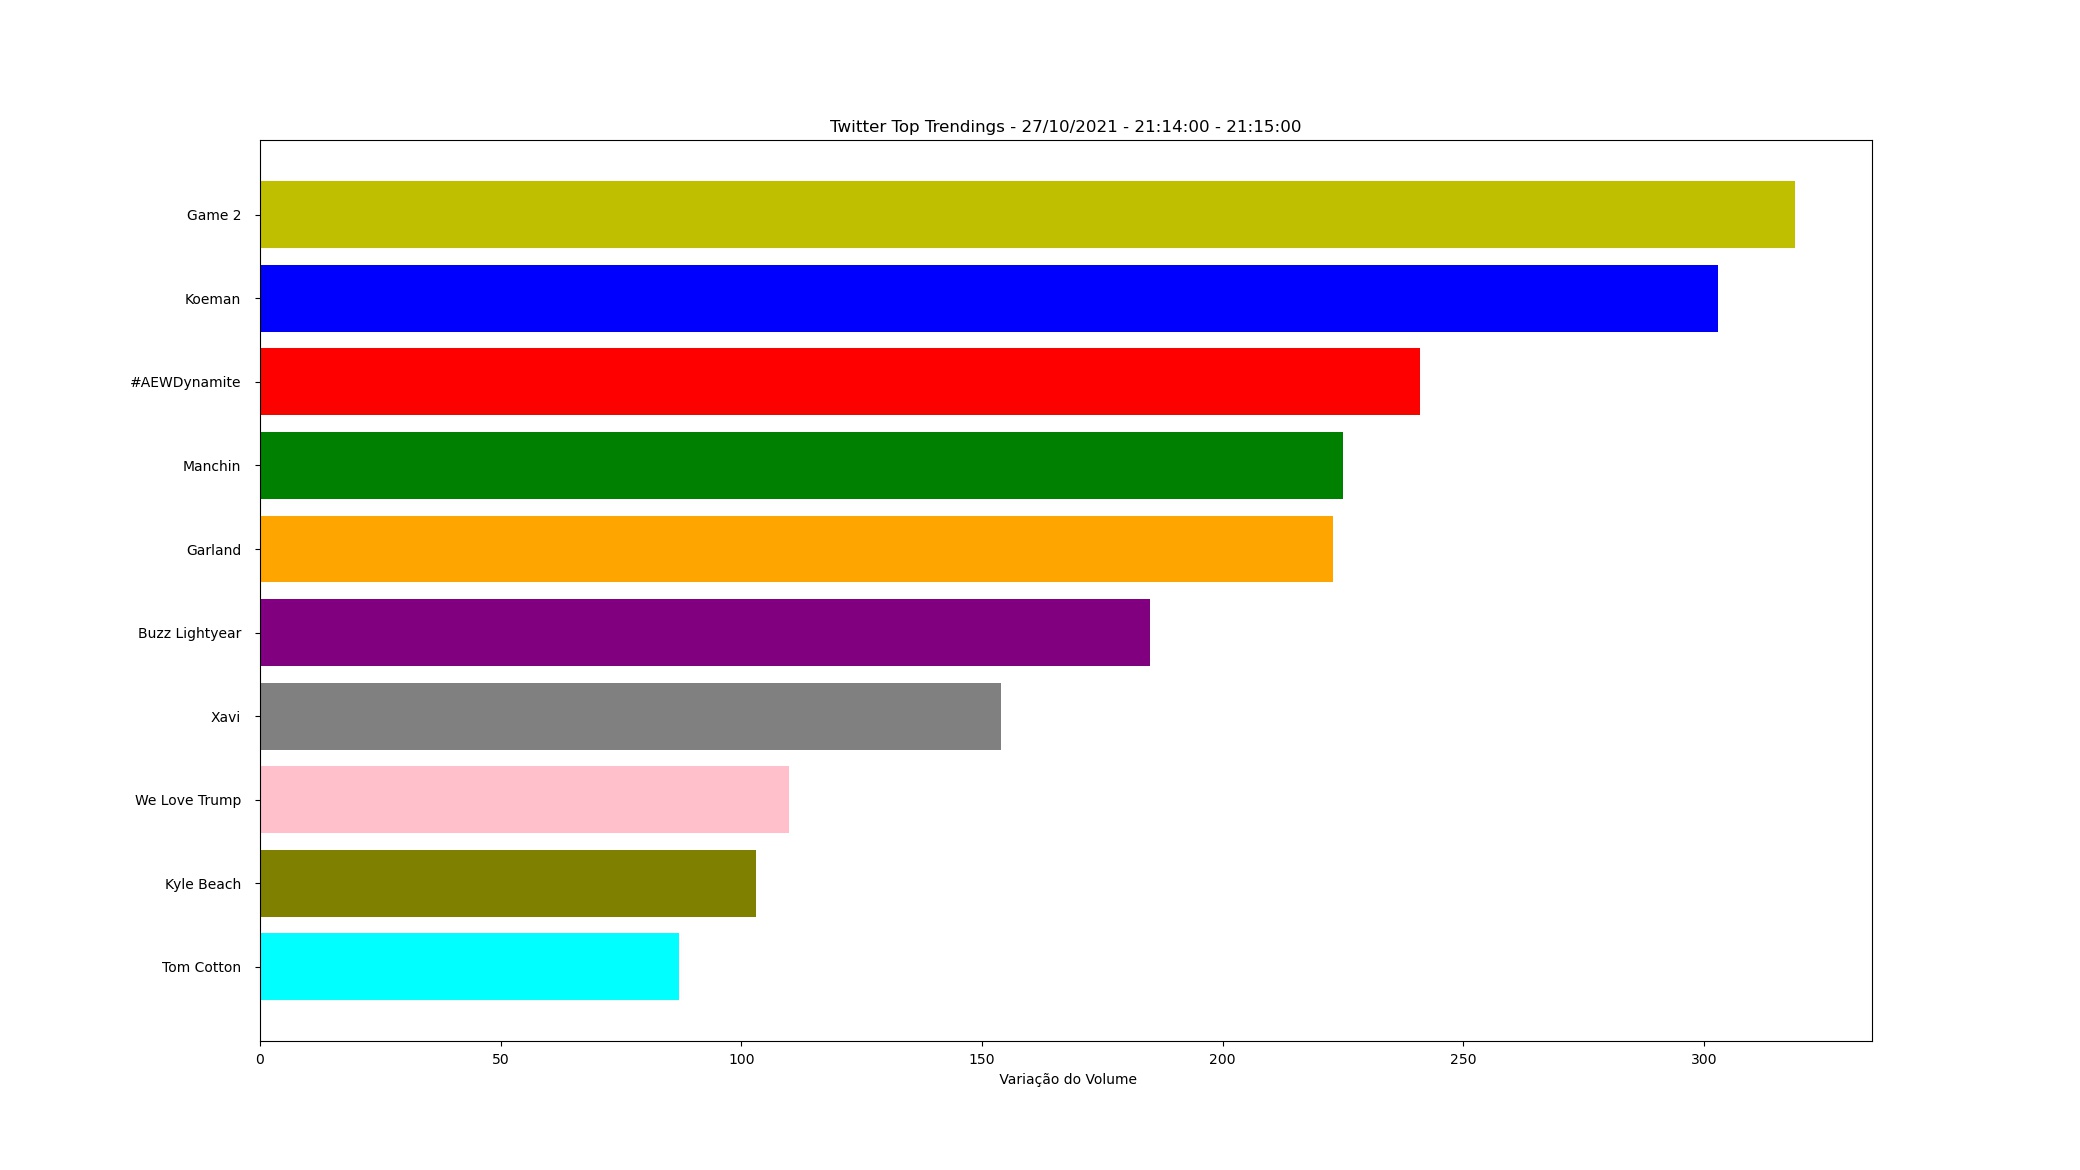 Twitter Top Trendings - 27/10/2021 - 21:14:00 - 21:15:00
Game 2
Koeman
#AEWDynamite
Manchin
Garland
Buzz Lightyear
Xavi
We Love Trump
Kyle Beach
Tom Cotton
0 50 100 150 200 250 300
Variação do Volume